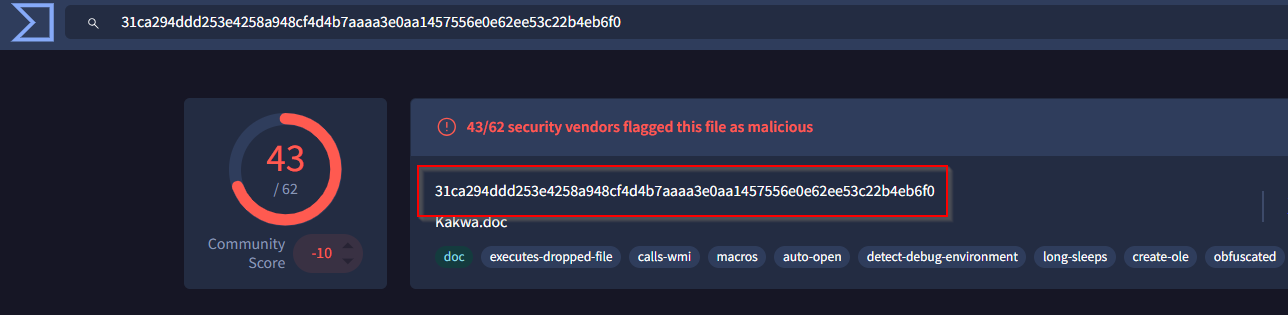 31ca294ddd253e4258a948cf4d4b7aaaa3e0aa1457556e0e62ee53c22b4eb6f0
43
/ 62
Community
Score
-10
43/62 security vendors flagged this file as malicious
31ca294ddd253e4258a948cf4d4b7aaaa3e0aa1457556e0e62ee53c22b4eb6f0
Kakwa.doc
doc executes-dropped-file calls-wmi macros auto-open detect-debug-environment long-sleeps create-ole obfuscated